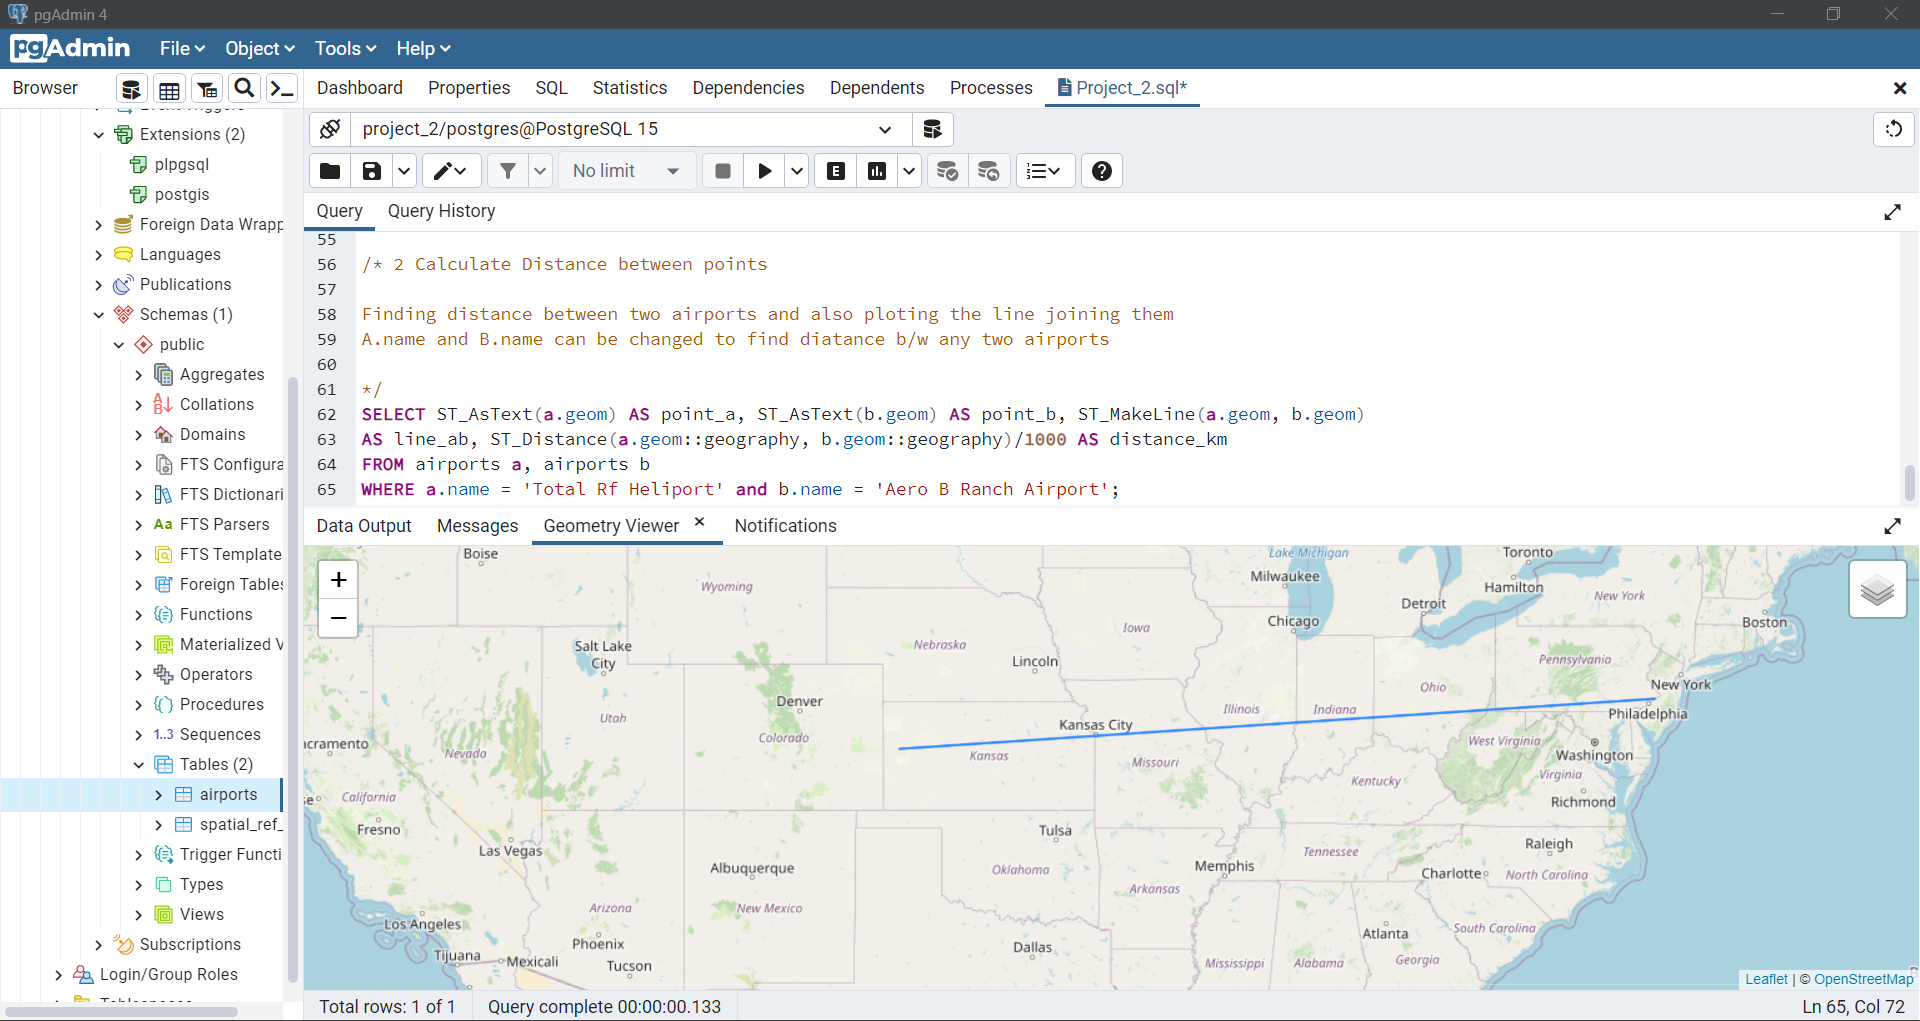 pgAdmin 4
pgAdmin File Object Tools Help
Browser Dashboard Properties SQL Statistics Dependencies Dependents Processes Project_2.sql*
Event Triggers
Extensions (2)
plpgsql
postgis
Foreign Data Wrapp
Languages
Publications
Schemas (1)
public
Aggregates
Collations
Domains
FTS Configura
FTS Dictionari
Aa FTS Parsers
FTS Template
Foreign Tables
Functions
Materialized V
Operators
Procedures
1..3 Sequences
Tables (2)
airports
spatial_ref_
Trigger Functi
Types
Views
Subscriptions
Login/Group Roles
project_2/postgres@PostgreSQL 15
No limit
E
Query Query History
55
56 /* 2 Calculate Distance between points
57
58 Finding distance between two airports and also ploting the line joining them
59 A.name and B.name can be changed to find diatance b/w any two airports
60
61 */
62 SELECT ST_AsText(a.geom) AS point_a, ST_AsText(b.geom) AS point_b, ST_MakeLine(a.geom, b.geom)
63 AS line_ab, ST_Distance(a.geom::geography, b.geom::geography)/1000 AS distance_km
64 FROM airports a, airports b
65 WHERE a.name = 'Total Rf Heliport' and b.name = 'Aero B Ranch Airport';
Data Output Messages Geometry Viewer Notifications
+
−
Boise
Wyoming
Lake Michigan
Toronto
Milwaukee
Hamilton
New York
Detroit
Chicago
Boston
Iowa
Salt Lake
City
Nebraska
Lincoln
Pennsylvania
New York
Ohio
Denver
Illinois
Indiana
Philadelphia
Utah
Kansas City
Colorado
cramento
Nevada
Kansas
West Virginia
Washington
Missouri
Virginia
Kentucky
California
Richmond
Fresno
Tulsa
Raleigh
Las Vegas
Tennessee
Albuquerque
Oklahoma
Memphis
Charlotte
North Carolina
Arkansas
Arizona
New Mexico
Los Angeles
South Carolina
Atlanta
Phoenix
Dallas
Tijuana
Mexicali
Tucson
Mississippi
Alabama
Georgia
Leaflet | © OpenStreetMap
Total rows: 1 of 1 Query complete 00:00:00.133 Ln 65, Col 72